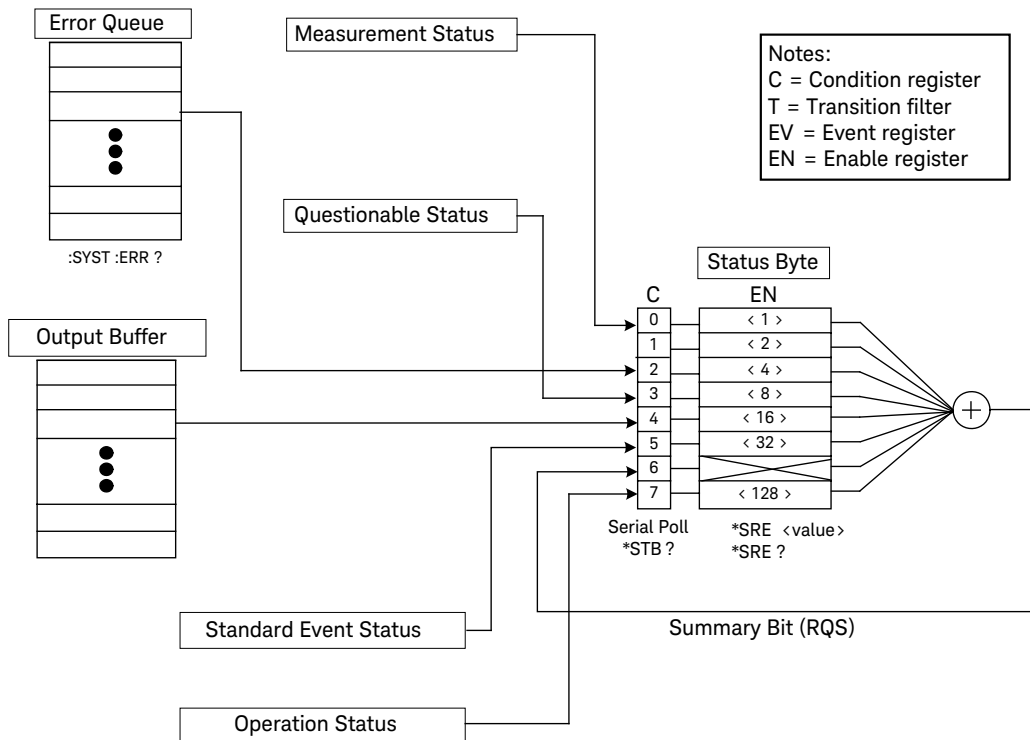 Error Queue
:SYST :ERR ?
Output Buffer
Measurement Status
Questionable Status
Standard Event Status
Operation Status
Notes:
C = Condition register
T = Transition filter
EV = Event register
EN = Enable register
Status Byte
C
EN
0
< 1 >
1
< 2 >
2
< 4 >
3
< 8 >
4
< 16 >
5
< 32 >
6
7
< 128 >
+
Serial Poll
*STB ?
*SRE <value>
*SRE ?
Summary Bit (RQS)